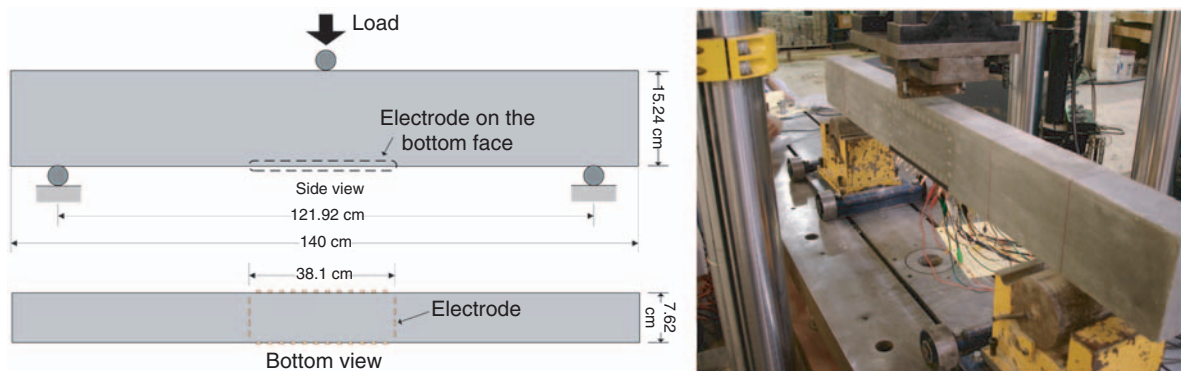 Load
15.24 cm
Electrode on the
bottom face
Side view
121.92 cm
140 cm
38.1 cm
Electrode
7.62
cm
Bottom view